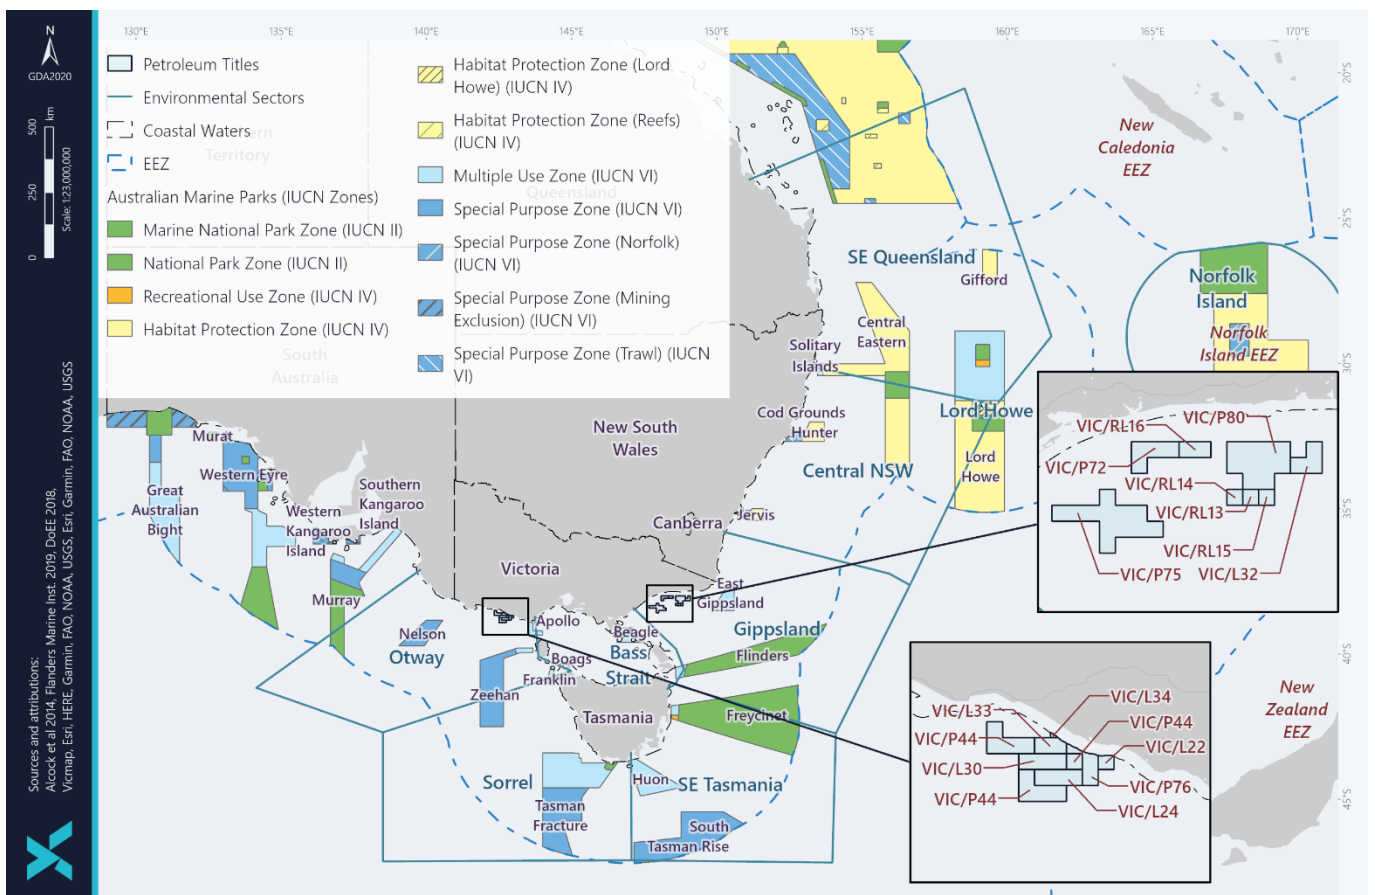 130°E
135°E
140°E
145°E
150°E
155°E
160°E
165°E
170°E
20°S
25°S
30°S
35°S
40°S
45°S
N
GDA2020
km
500
250
0
Scale: 1:23,000,000
Sources and attributions:
Alcock et al 2014, Flanders Marine Inst. 2019, DoEE 2018,
Vicmap, Esri, HERE, Garmin, FAO, NOAA, USGS, Esri, Garmin, FAO, NOAA, USGS
Petroleum Titles
Environmental Sectors
Coastal Waters
EEZ
Australian Marine Parks (IUCN Zones)
Marine National Park Zone (IUCN II)
National Park Zone (IUCN II)
Recreational Use Zone (IUCN IV)
Habitat Protection Zone (IUCN IV)
Habitat Protection Zone (Lord
Howe) (IUCN IV)
Habitat Protection Zone (Reefs)
(IUCN IV)
Multiple Use Zone (IUCN VI)
Special Purpose Zone (IUCN VI)
Special Purpose Zone (Norfolk)
(IUCN VI)
Special Purpose Zone (Mining
Exclusion) (IUCN VI)
Special Purpose Zone (Trawl) (IUCN
VI)
Territory
Queensland
South
Australia
New
Caledonia
EEZ
SE Queensland
Gifford
Norfolk
Island
Norfolk
Island EEZ
Central
Eastern
Solitary
Islands
Lord Howe
Cod Grounds
Hunter
Central NSW
Lord
Howe
New South
Wales
Murat
Western Eyre
Great
Australian
Bight
Western
Kangaroo
Island
Southern
Kangaroo
Island
Murray
Canberra
Jervis
Victoria
East
Gippsland
Nelson
Otway
Apollo
Beagle
Bass
Strait
Boags
Franklin
Zeehan
Gippsland
Flinders
Tasmania
Freycinet
Sorrel
Huon
SE Tasmania
Tasman
Fracture
South
Tasman Rise
New
Zealand
EEZ
VIC/RL16
VIC/P80
VIC/P72
VIC/RL14
VIC/RL13
VIC/RL15
VIC/P75
VIC/L32
VIC/L34
VIC/L33
VIC/P44
VIC/P44
VIC/L22
VIC/L30
VIC/P76
VIC/P44
VIC/L24